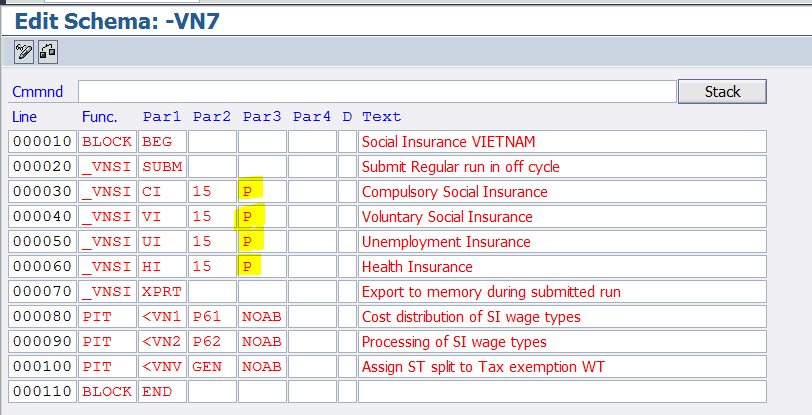 Edit Schema: -VN7
Cmmnd Stack
Line Func. Par1 Par2 Par3 Par4 D Text
000010 BLOCK BEG Social Insurance VIETNAM
000020 _VNSI SUBM Submit Regular run in off cycle
000030 _VNSI CI 15 P Compulsory Social Insurance
000040 _VNSI VI 15 P Voluntary Social Insurance
000050 _VNSI UI 15 P Unemployment Insurance
000060 _VNSI HI 15 P Health Insurance
000070 _VNSI XPRT Export to memory during submitted run
000080 PIT <VN1 P61 NOAB Cost distribution of SI wage types
000090 PIT <VN2 P62 NOAB Processing of SI wage types
000100 PIT <VNV GEN NOAB Assign ST split to Tax exemption WT
000110 BLOCK END